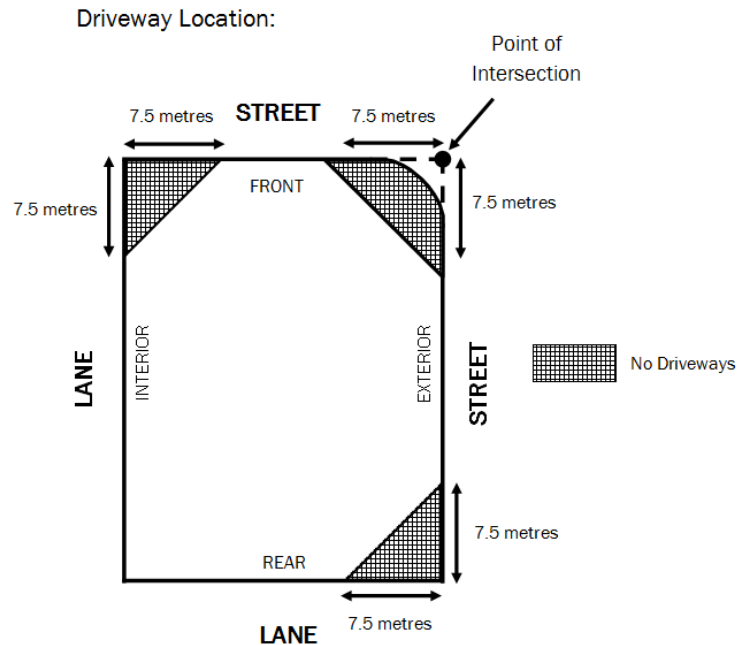 Driveway Location:
Point of
Intersection
7.5 metres
STREET
7.5 metres
FRONT
7.5 metres
7.5 metres
LANE
INTERIOR
EXTERIOR
STREET
No Driveways
7.5 metres
REAR
LANE
7.5 metres